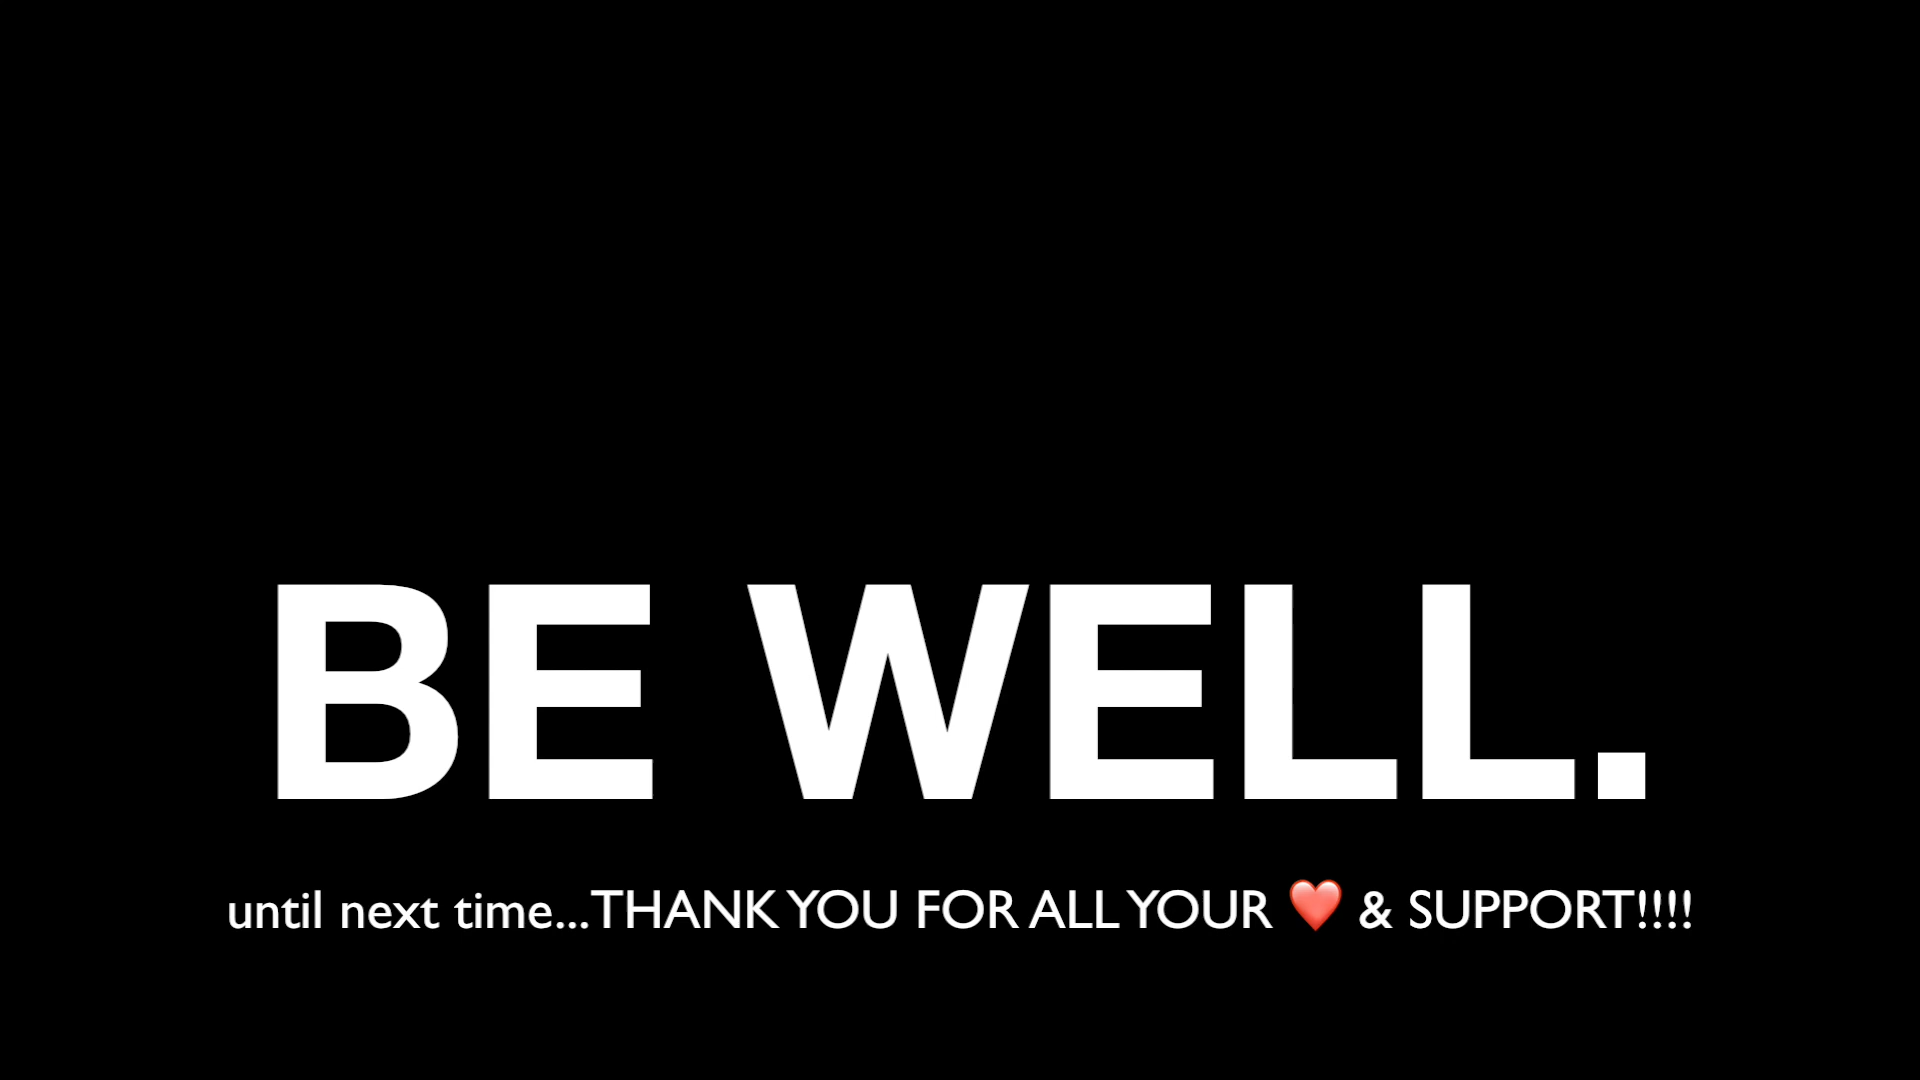 BE WELL.
until next time...THANK YOU FOR ALL YOUR ❤️ & SUPPORT!!!!